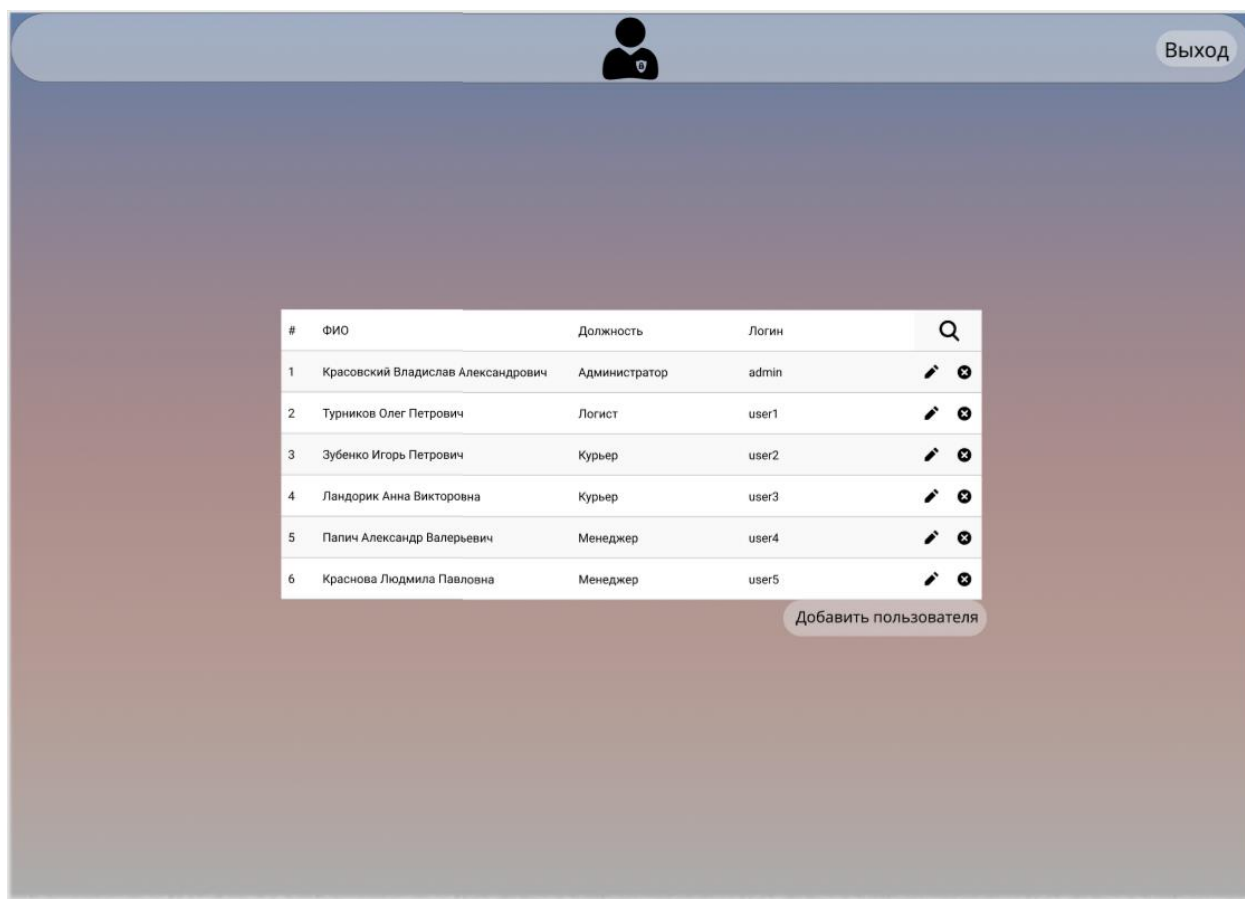 Выход
# ФИО Должность Логин
1 Красовский Владислав Александрович Администратор admin
2 Турников Олег Петрович Логист user1
3 Зубенко Игорь Петрович Курьер user2
4 Ландорик Анна Викторовна Курьер user3
5 Папич Александр Валерьевич Менеджер user4
6 Краснова Людмила Павловна Менеджер user5
Добавить пользователя